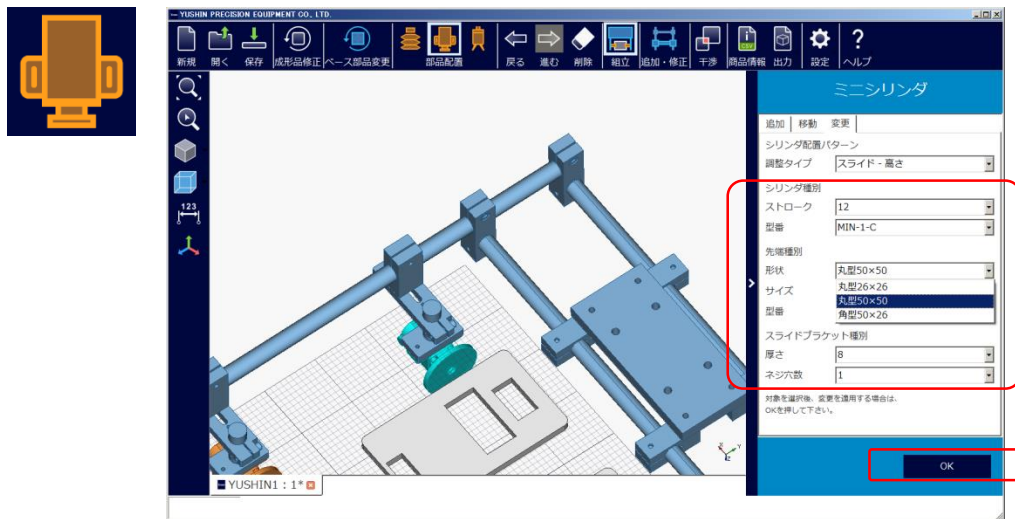 YUSHIN PRECISION EQUIPMENT CO., LTD.
新規 開く 保存 成形品修正 ベース部品変更 部品配置 戻る 進む 削除 組立 追加・修正 干渉 商品情報 出力 設定 ヘルプ
CSV
?
123
ミニシリンダ
追加 移動 変更
シリンダ配置パターン
調整タイプ スライド - 高さ
シリンダ種別
ストローク 12
型番 MIN-1-C
先端種別
形状 丸型50×50
サイズ 丸型26×26
丸型50×50
型番 角型50×26
スライドブラケット種別
厚さ 8
ネジ穴数 1
対象を選択後、変更を適用する場合は、
OKを押して下さい。
OK
X Y
Z
YUSHIN1 : 1*